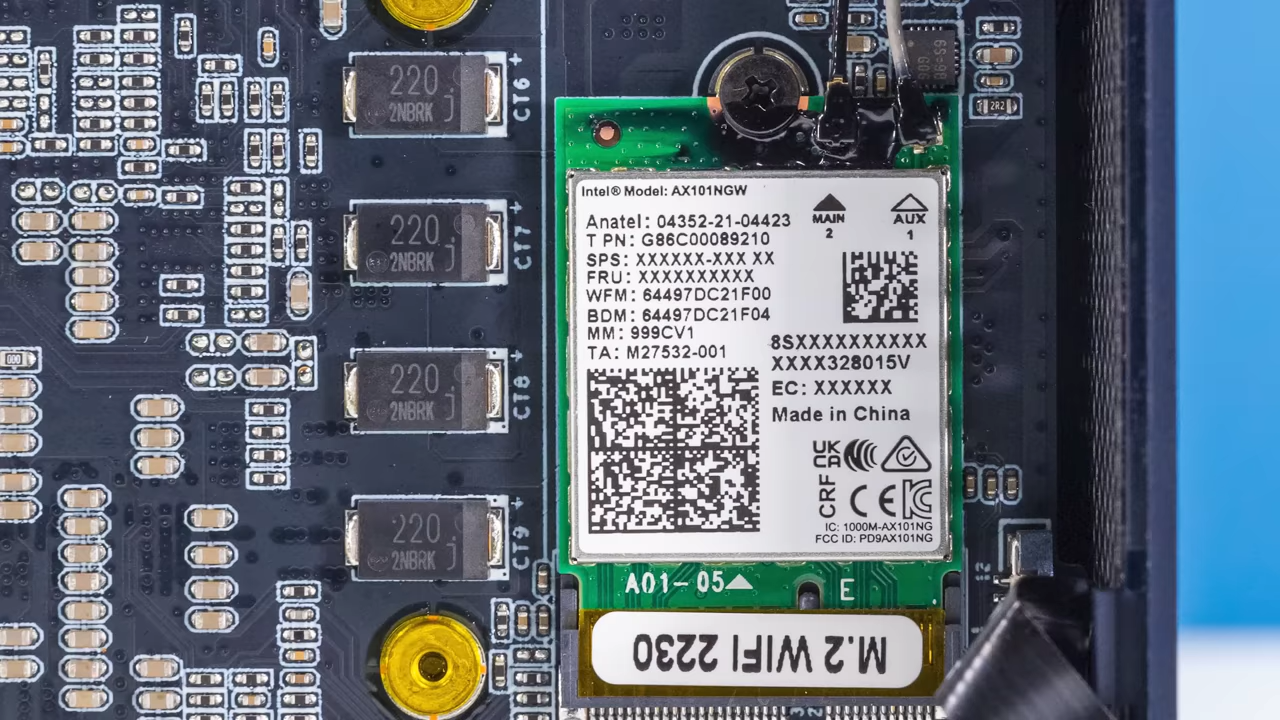 220
2NBRK
j
CT6
+
220
2NBRK
j
CT7
+
220
2NBRK
j
CT8
+
220
2NBRK
j
CT9
+
2R2
Intel® Model: AX101NGW
Anatel: 04352-21-04423
T PN: G86C00089210
SPS: XXXXXX-XXX XX
FRU: XXXXXXXXXX
WFM: 64497DC21F00
BDM: 64497DC21F04
MM: 999CV1
TA: M27532-001
MAIN
2
AUX
1
8SXXXXXXXXXX
XXXX328015V
EC: XXXXXX
Made in China
UK
CA
CRF
CE
IC: 1000M-AX101NG
FCC ID: PD9AX101NG
A01-05
E
M.2 WIFI 2230